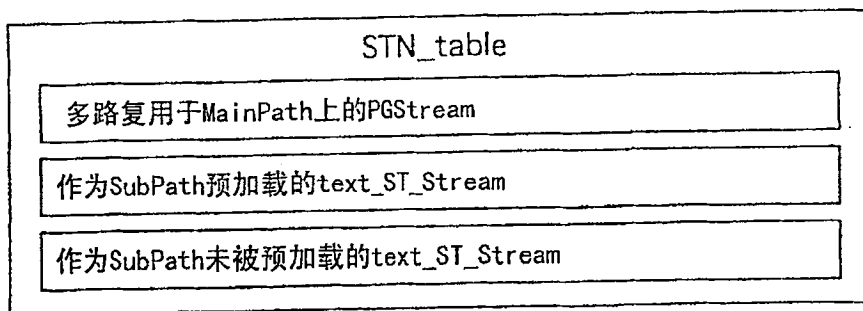 STN_table
多路复用于MainPath上的PGStream
作为SubPath预加载的text_ST_Stream
作为SubPath未被预加载的text_ST_Stream